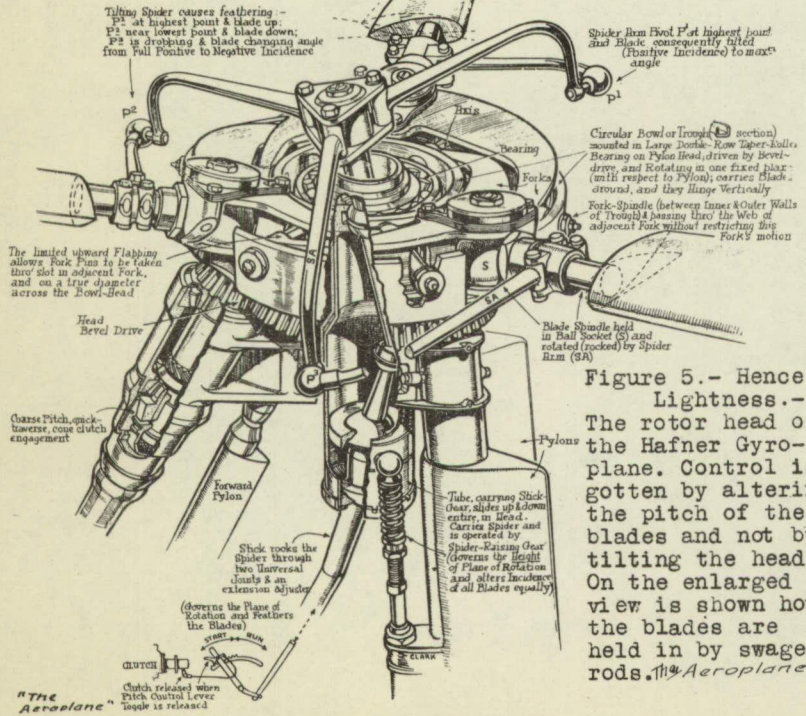 Tilting Spider causes feathering :-
P¹ at highest point & blade up;
P² near lowest point & blade down;
P³ is dropping & blade changing angle
from Full Positive to Negative Incidence
Spider Arm Pivot P¹ at highest point
and Blade consequently tilted
(Positive Incidence) to maxm
angle
P²
P¹
Axis
Bearing
Forks
Circular Bowl or Trough ( section)
mounted in Large Double-Row Taper-Roller
Bearing on Pylon Head, driven by Bevel-
drive, and Rotating in one fixed plane
(with respect to Pylon); carries Blades
around, and they Hinge Vertically
Fork-Spindle (between Inner & Outer Walls
of Trough) & passing thro' the Web of
adjacent Fork without restricting this
Fork's motion
The limited upward Flapping
allows Fork Pins to be taken
thro' slot in adjacent Fork,
and on a true diameter
across the Bowl-Head
SA
S
SA 4
Head
Bevel Drive
Blade Spindle held
in Ball Socket (S) and
rotated (rocked) by Spider
Arm (SA)
P
Coarse Pitch, quick-
traverse, cone clutch
engagement
Forward
Pylon
Pylons
Tube, carrying Stick-
Gear, slides up & down
entire, in Head.
Carries Spider and
is operated by
Spider-Raising Gear
(Governs the Height
of Plane of Rotation
and alters Incidence
of all Blades equally)
Stick rocks the
Spider through
two Universal
Joints & an
extension adjuster
(Governs the Plane of
Rotation and Feathers
the Blades)
START RUN
CLUTCH
Clutch released when
Pitch Control Lever
Toggle is released
CLARK
"The
Aeroplane"
Figure 5.- Hence
Lightness.-
The rotor head o
the Hafner Gyro-
plane. Control i
gotten by alteri
the pitch of the
blades and not b
tilting the head
On the enlarged
view is shown ho
the blades are
held in by swage
rods. The Aeroplane